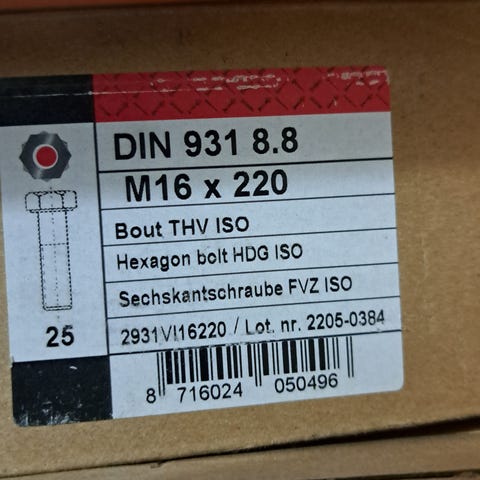 DIN 931 8.8
M16 x 220
Bout THV ISO
Hexagon bolt HDG ISO
Sechskantschraube FVZ ISO
25
2931VI16220 / Lot. nr. 2205-0384
8 716024 050496